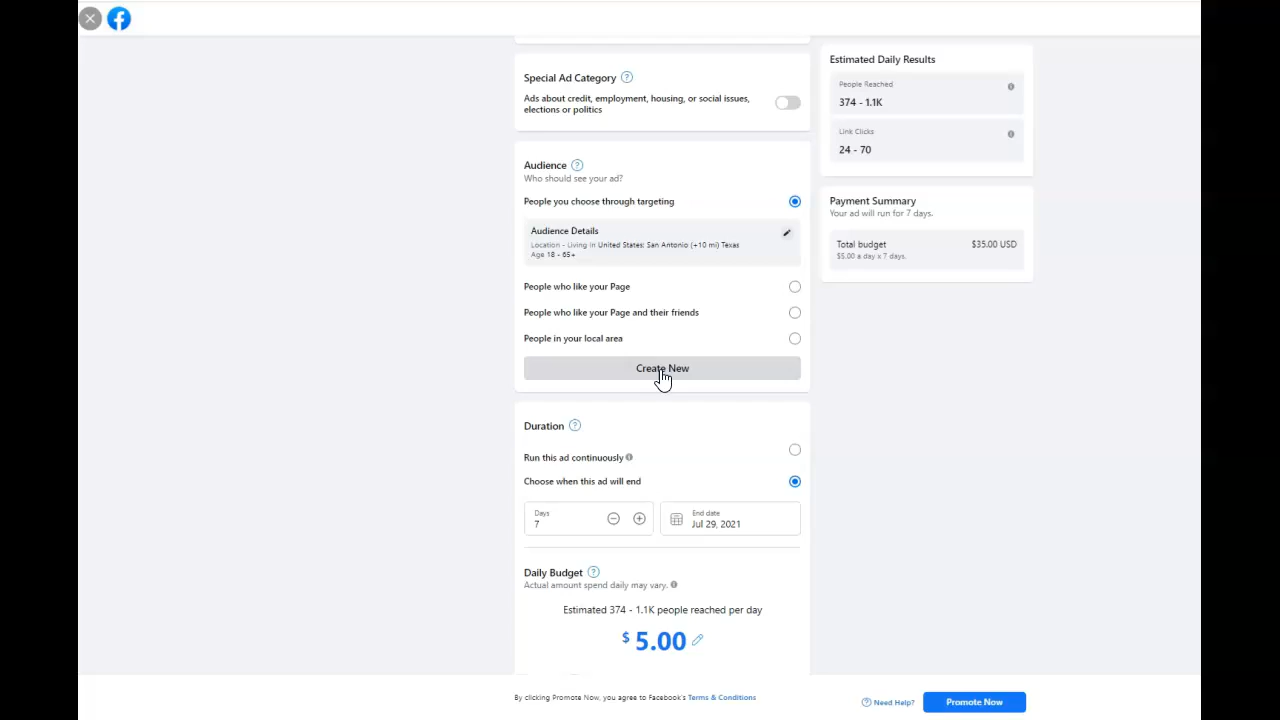 Special Ad Category ?
Ads about credit, employment, housing, or social issues,
elections or politics
Audience ?
Who should see your ad?
People you choose through targeting
Audience Details
Location - Living In United States: San Antonio (+10 mi) Texas
Age 18 - 65+
People who like your Page
People who like your Page and their friends
People in your local area
Create New
Duration ?
Run this ad continuously
Choose when this ad will end
Days
7
End date
Jul 29, 2021
Daily Budget ?
Actual amount spend daily may vary.
Estimated 374 - 1.1K people reached per day
$ 5.00
Estimated Daily Results
People Reached
374 - 1.1K
Link Clicks
24 - 70
Payment Summary
Your ad will run for 7 days.
Total budget $35.00 USD
$5.00 a day x 7 days.
By clicking Promote Now, you agree to Facebook's Terms & Conditions
? Need Help?
Promote Now